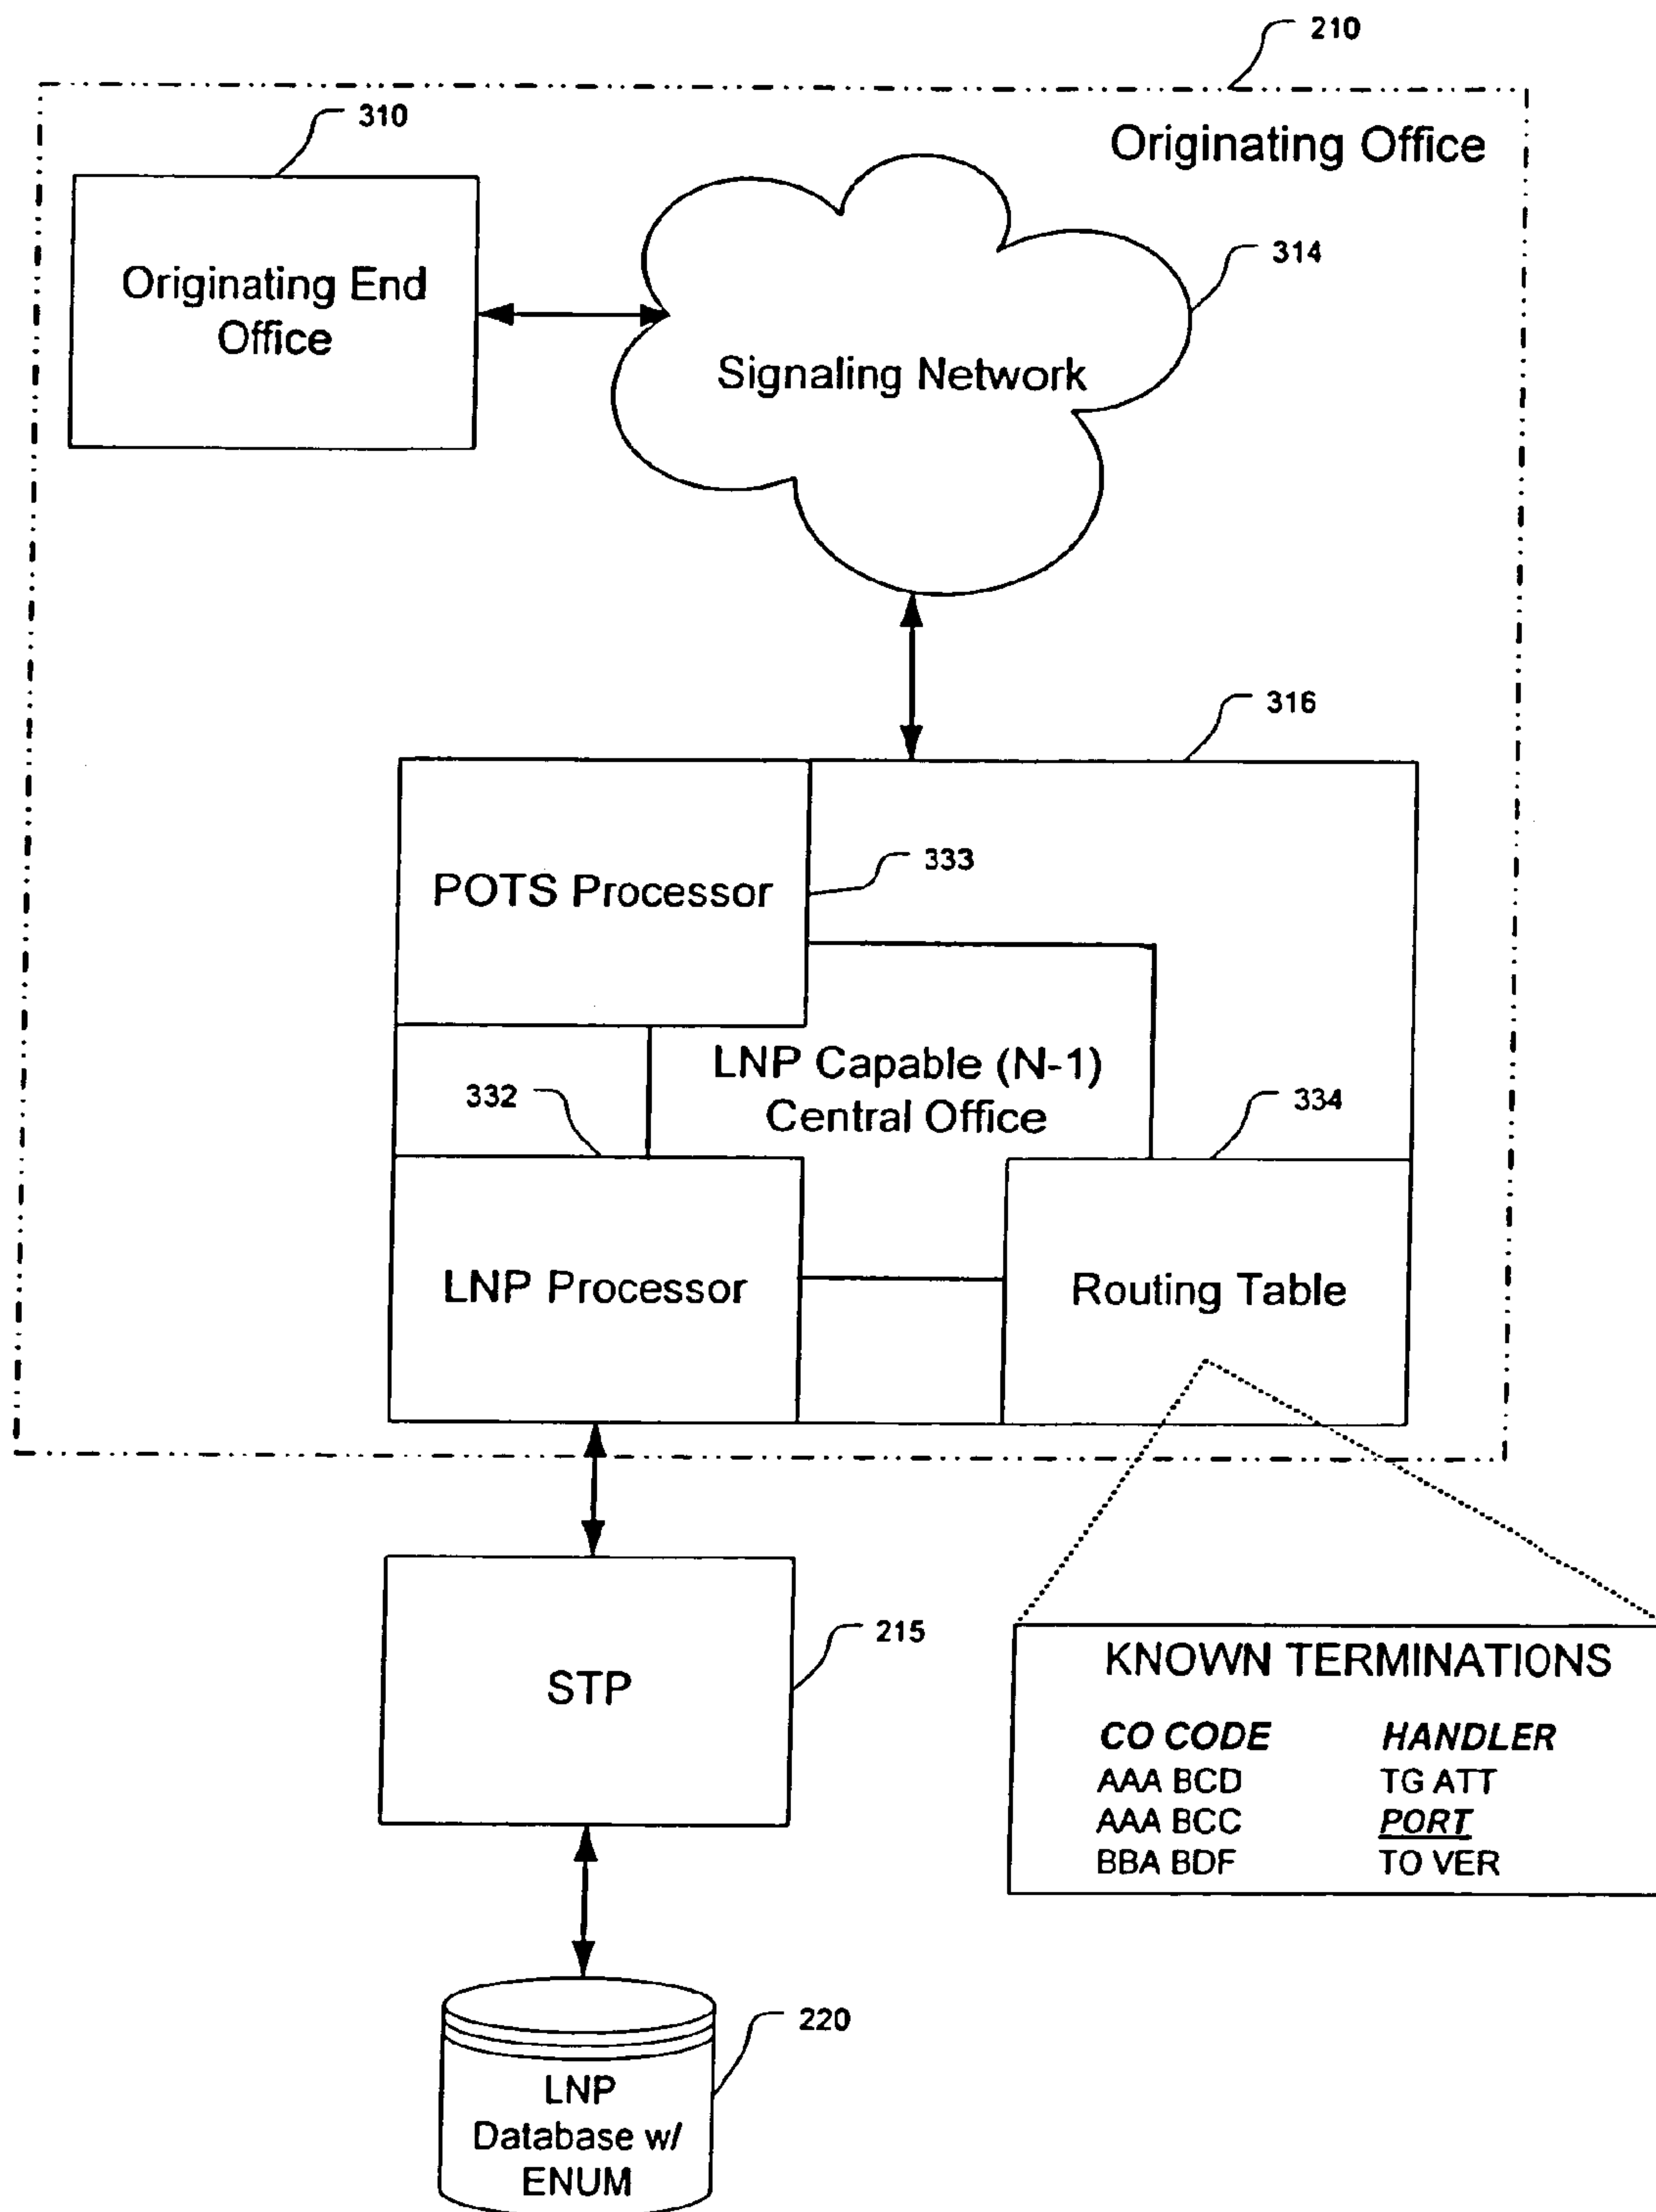 210
Originating Office
310
Originating End
Office
314
Signaling Network
316
333
POTS Processor
LNP Capable (N-1)
Central Office
332
334
LNP Processor
Routing Table
215
STP
KNOWN TERMINATIONS
CO CODE HANDLER
AAA BCD TG ATT
AAA BCC PORT
BBA BDF TO VER
220
LNP
Database w/
ENUM